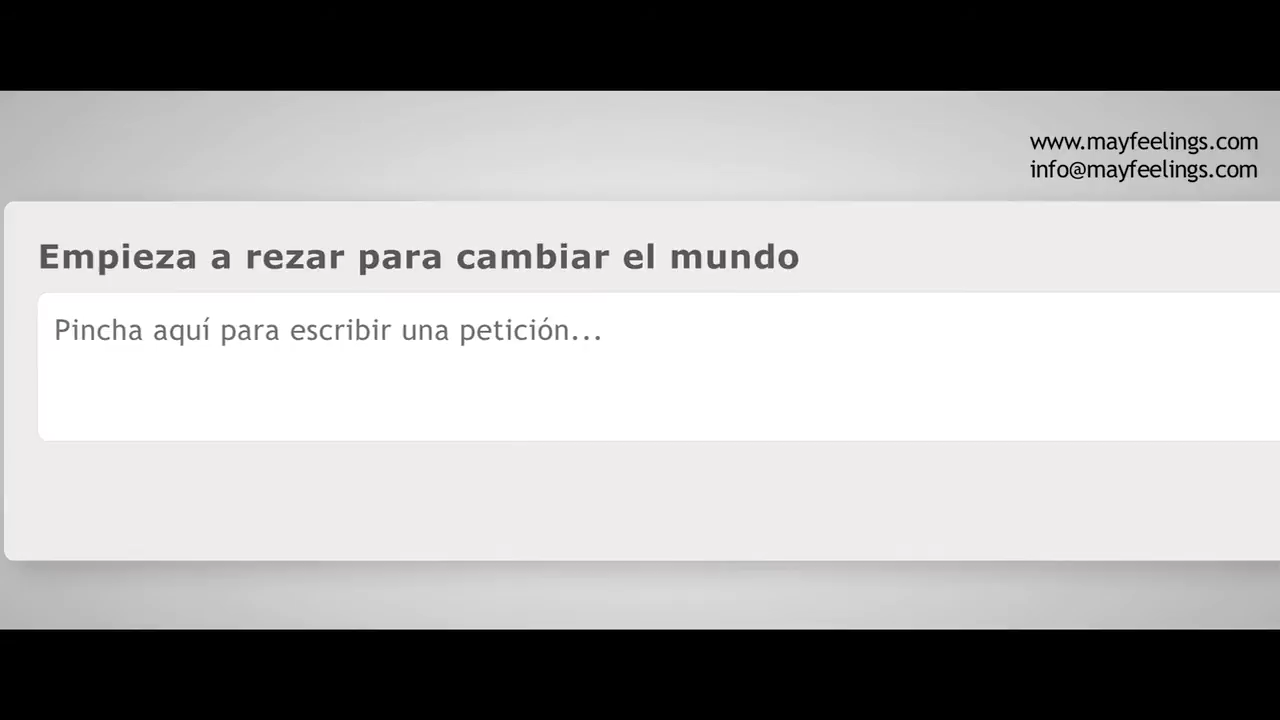 www.mayfeelings.com
info@mayfeelings.com
Empieza a rezar para cambiar el mundo
Pincha aquí para escribir una petición...